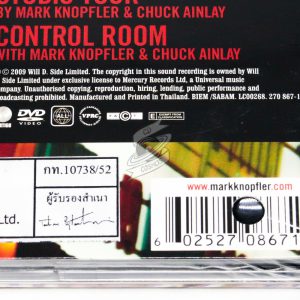 STUDIO TOUR
BY MARK KNOPFLER & CHUCK AINLAY
CONTROL ROOM
WITH MARK KNOPFLER & CHUCK AINLAY
© 2009 Will D. Side Limited. The copyright in this sound recording is owned by Will
D. Side Limited under exclusive license to Mercury Records Ltd, a Universal music
Company. Unauthorised copying, reproduction, hiring, lending, public performance and
broadcasting prohibited. Manufactured and Printed in Thailand. BIEM /SABAM. LC00268. 270 867-1
DVD VIDEO
ALL
VPRC
กท.10738/52
ผู้รับรองสำเนา
Ltd.
www.markknopfler.com
6 02527 08671